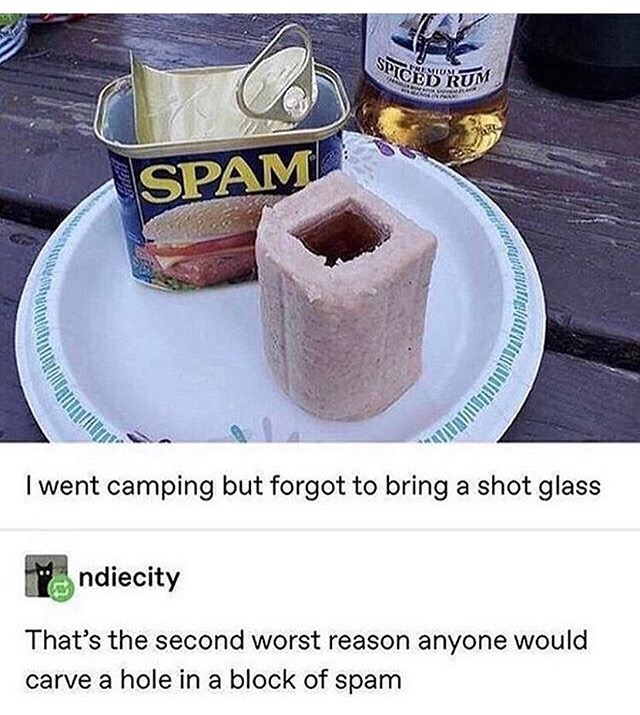 SPAM
PREMIUM
SPICED RUM
I went camping but forgot to bring a shot glass
ndiecity
That's the second worst reason anyone would
carve a hole in a block of spam